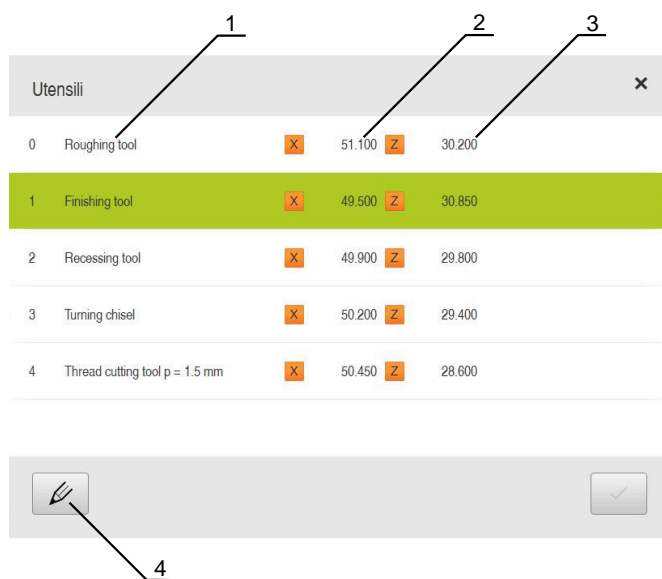 1 2 3
Utensili ×
0 Roughing tool X 51.100 Z 30.200
1 Finishing tool X 49.500 Z 30.850
2 Recessing tool X 49.900 Z 29.800
3 Turning chisel X 50.200 Z 29.400
4 Thread cutting tool p = 1.5 mm X 50.450 Z 28.600
4